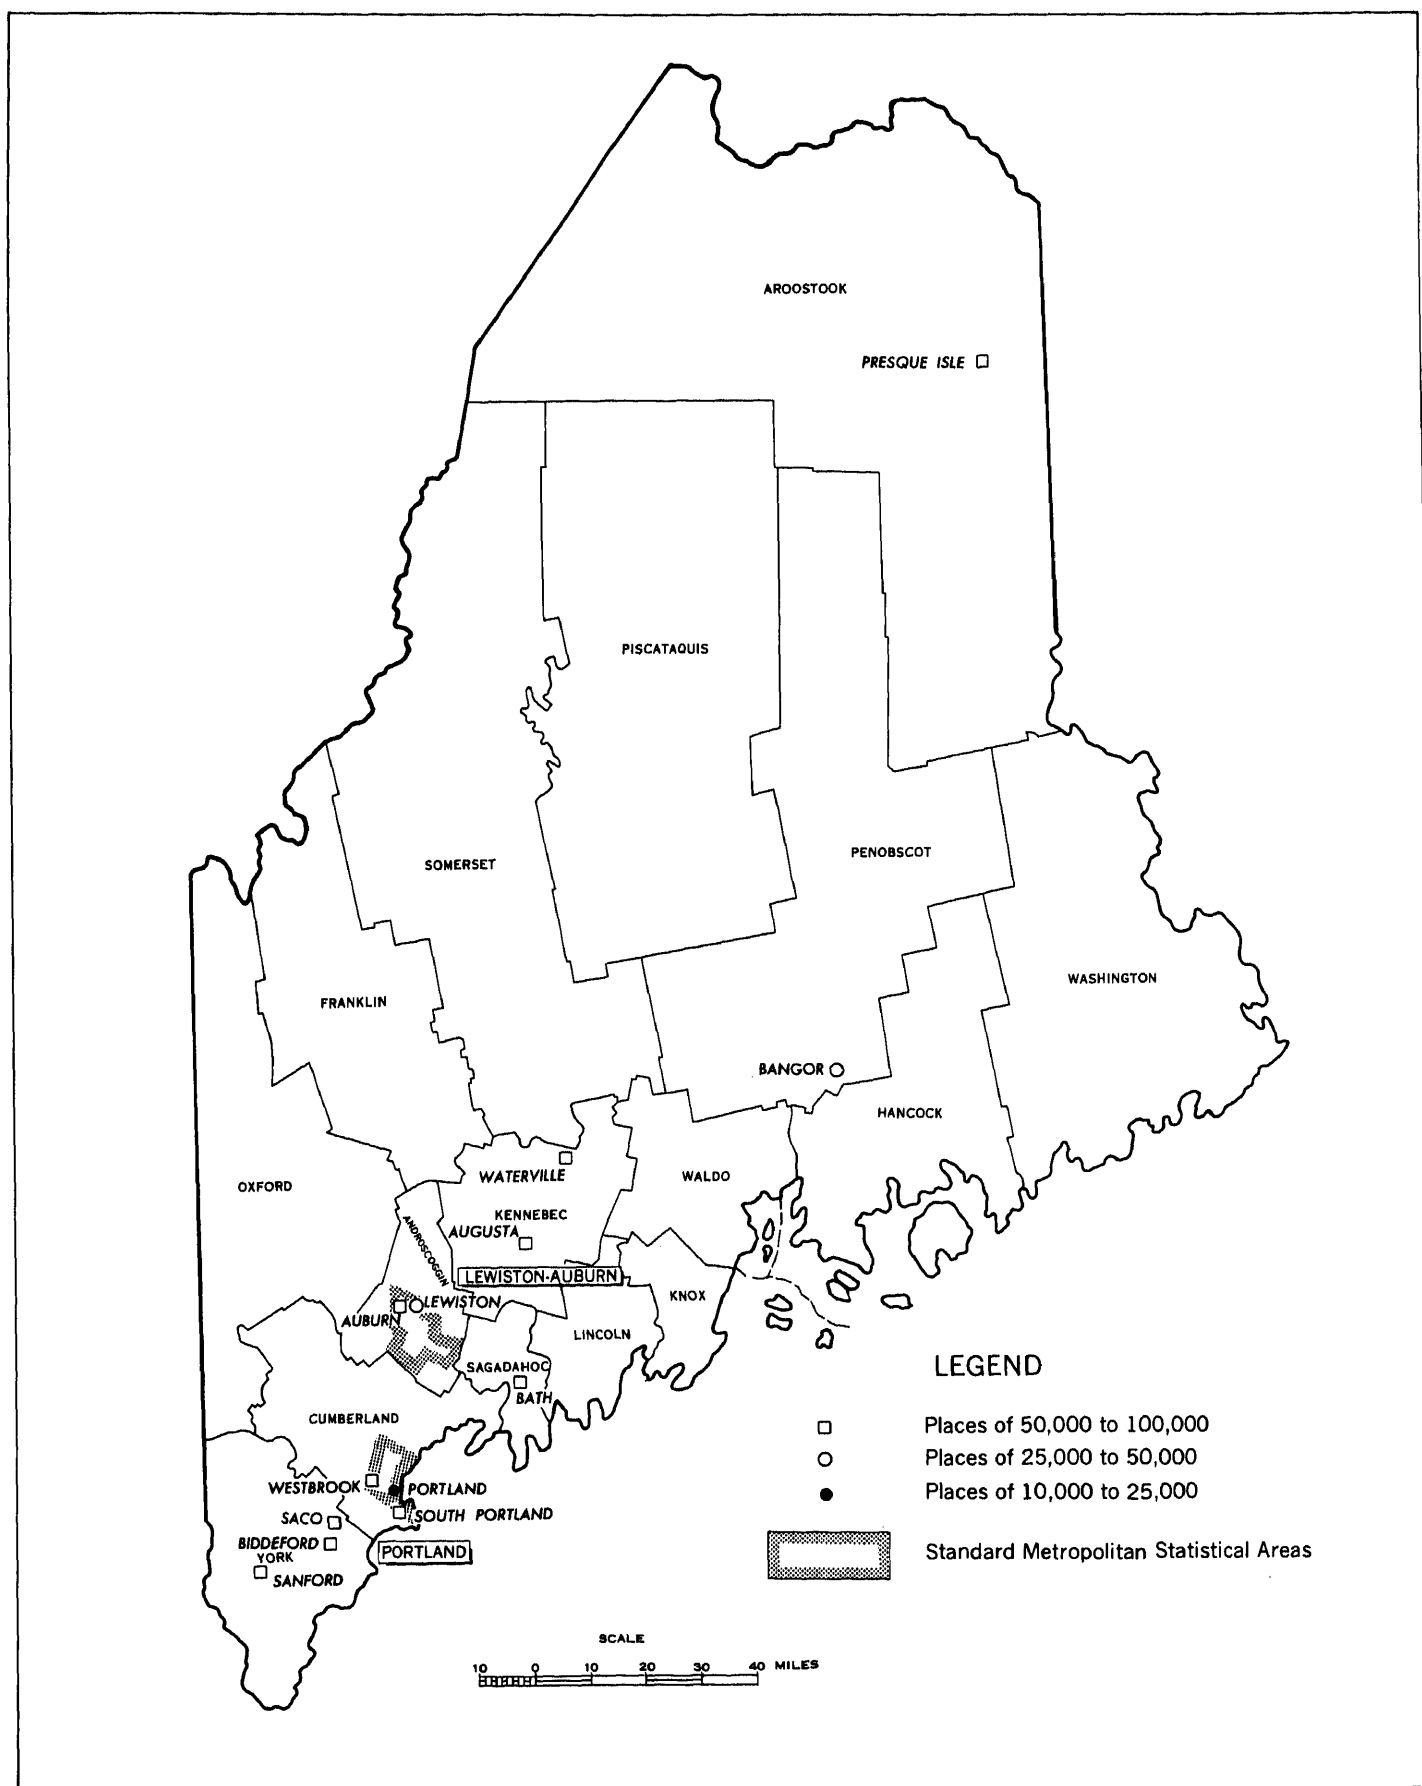 AROOSTOOK
PRESQUE ISLE
PISCATAQUIS
SOMERSET
PENOBSCOT
FRANKLIN
WASHINGTON
BANGOR
HANCOCK
OXFORD
WATERVILLE
WALDO
KENNEBEC
AUGUSTA
ANDROSCOGGIN
LEWISTON-AUBURN
KNOX
LEWISTON
AUBURN
LINCOLN
SAGADAHOC
BATH
CUMBERLAND
WESTBROOK
PORTLAND
SOUTH PORTLAND
SACO
BIDDEFORD
PORTLAND
YORK
SANFORD
LEGEND
Places of 50,000 to 100,000
Places of 25,000 to 50,000
Places of 10,000 to 25,000
Standard Metropolitan Statistical Areas
SCALE
10 0 10 20 30 40 MILES